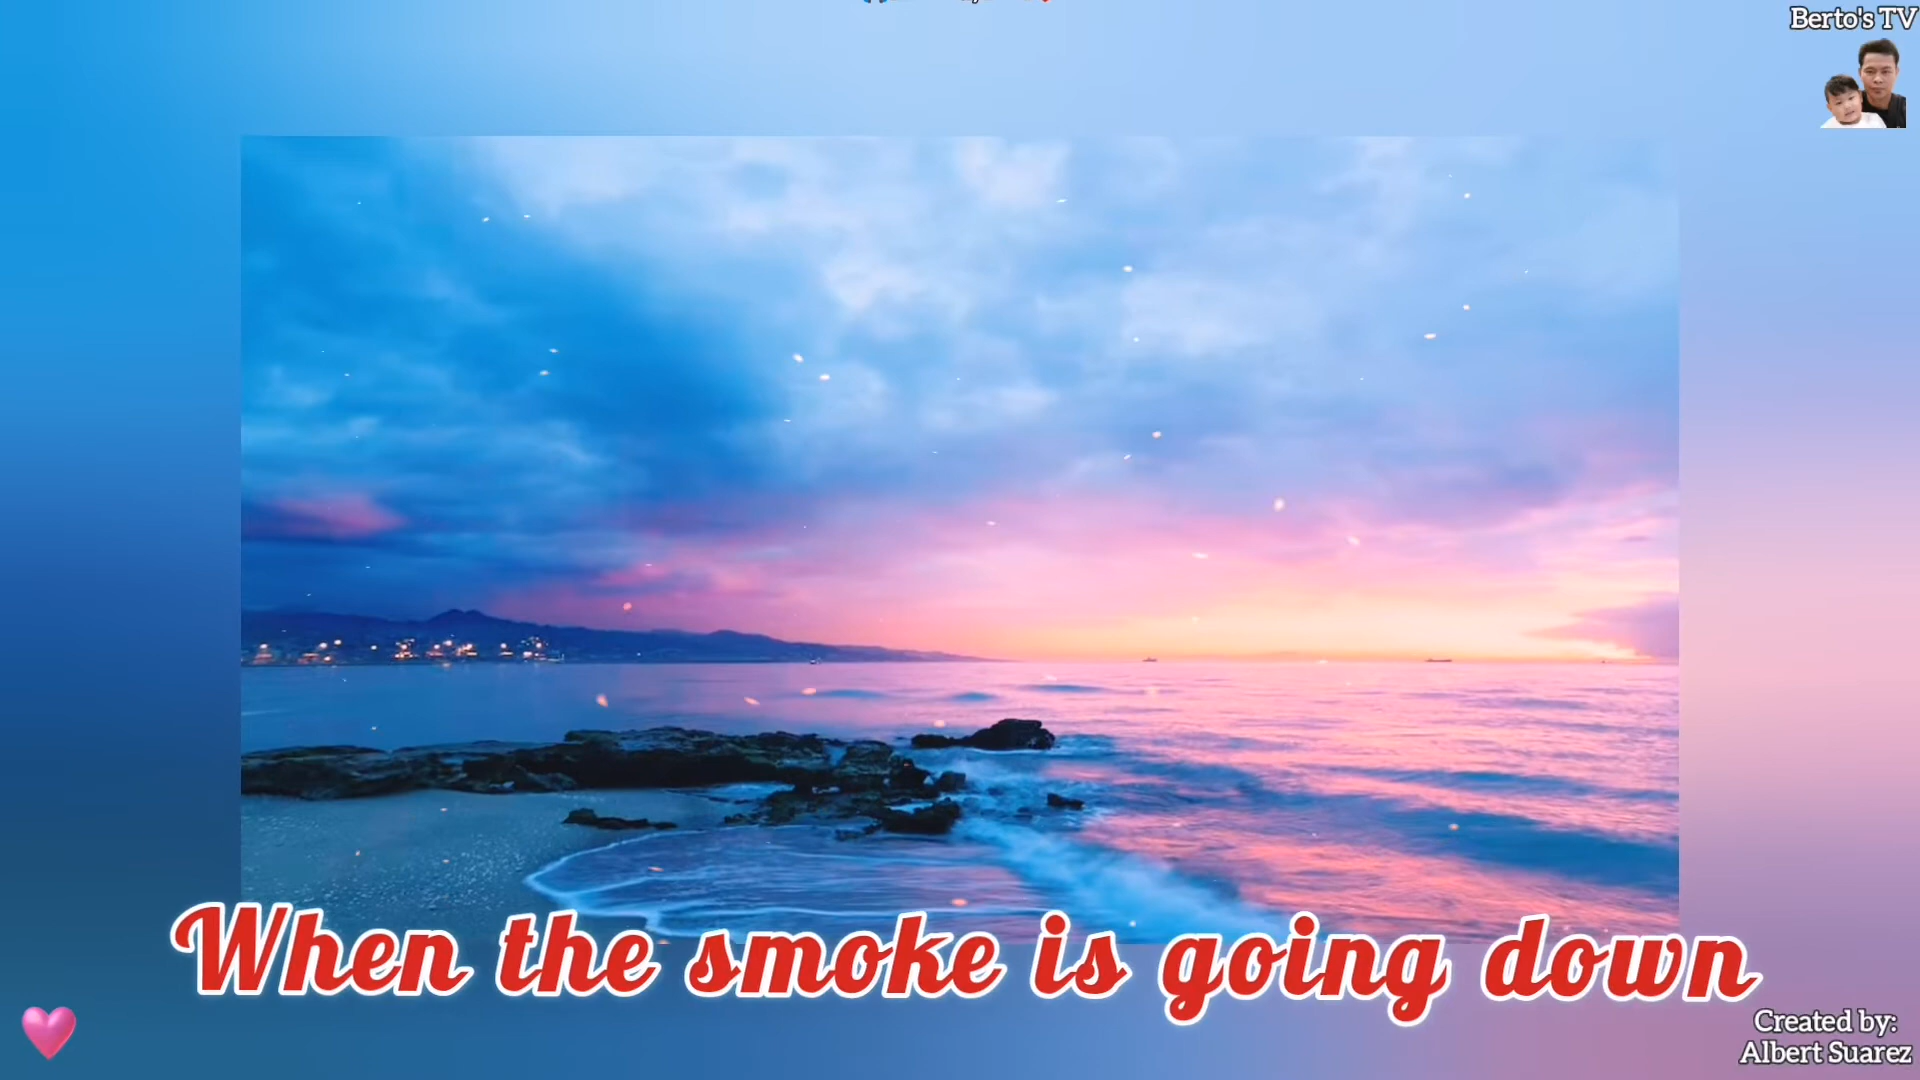 Berto's TV
When the smoke is going down
Created by:
Albert Suarez